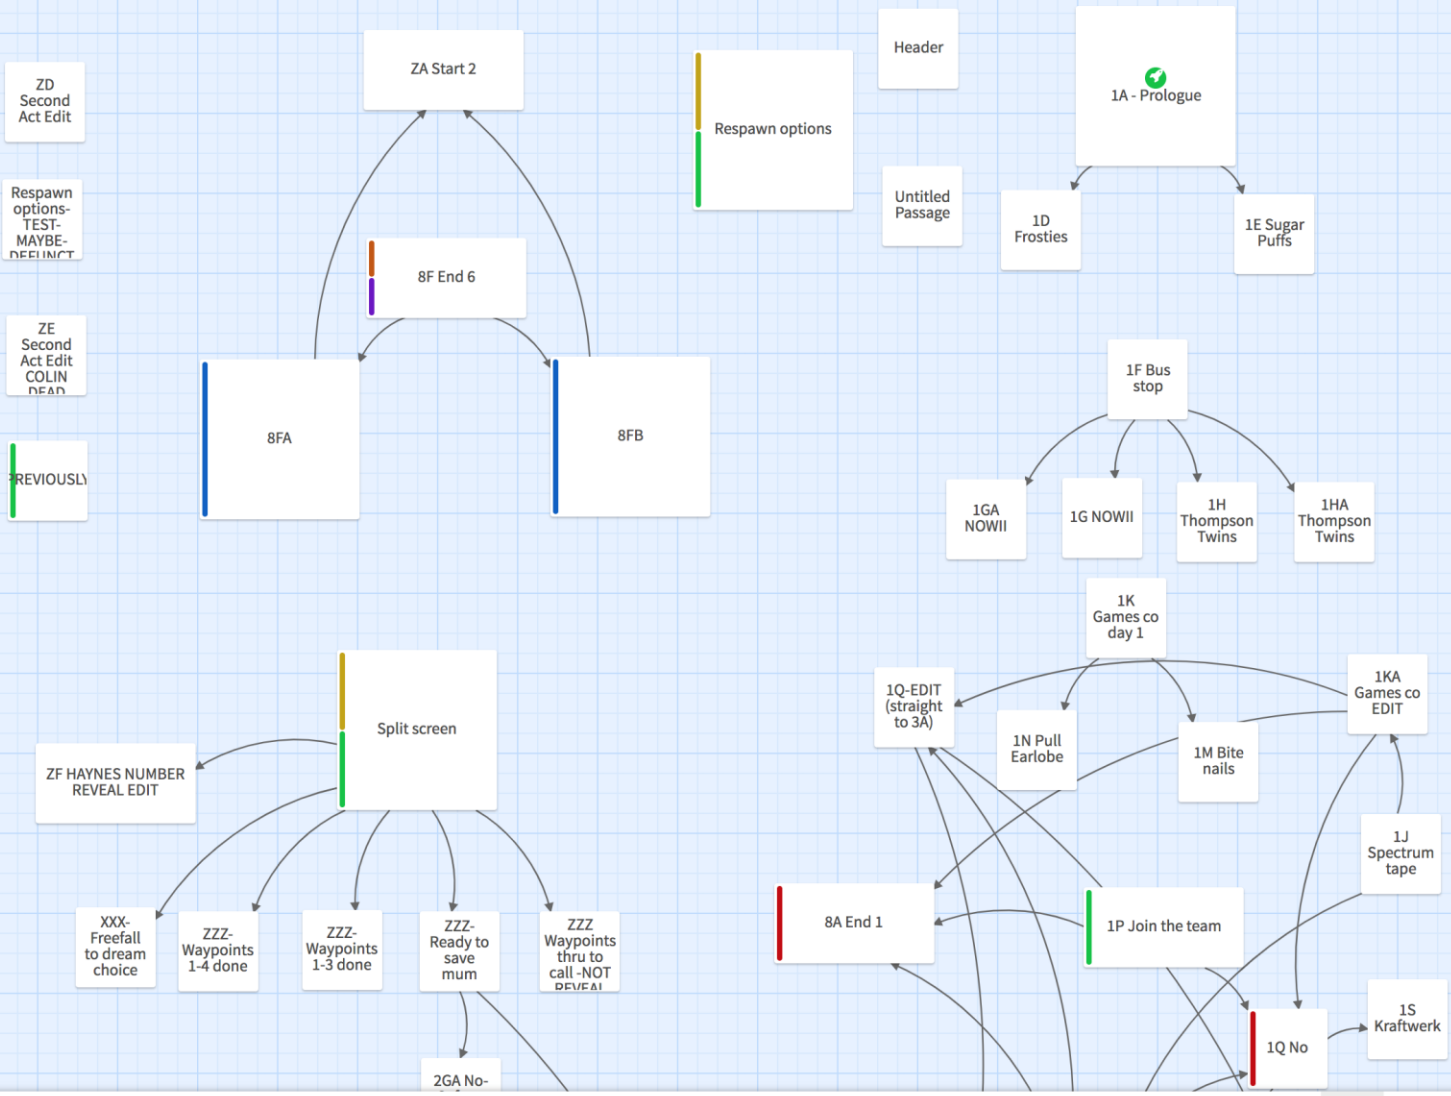 ZD
Second
Act Edit
ZA Start 2
Respawn options
Header
1A - Prologue
Respawn
options-
TEST-
MAYBE-
DEFUNCT
Untitled
Passage
1D
Frosties
1E Sugar
Puffs
8F End 6
ZE
Second
Act Edit
COLIN
DEAD
8FA
8FB
PREVIOUSLY
1F Bus
stop
1GA
NOWII
1G NOWII
1H
Thompson
Twins
1HA
Thompson
Twins
1K
Games co
day 1
1Q-EDIT
(straight
to 3A)
1KA
Games co
EDIT
1N Pull
Earlobe
1M Bite
nails
Split screen
ZF HAYNES NUMBER
REVEAL EDIT
1J
Spectrum
tape
XXX-
Freefall
to dream
choice
ZZZ-
Waypoints
1-4 done
ZZZ-
Waypoints
1-3 done
ZZZ-
Ready to
save
mum
ZZZ
Waypoints
thru to
call -NOT
REVEAL
8A End 1
1P Join the team
1Q No
1S
Kraftwerk
2GA No-